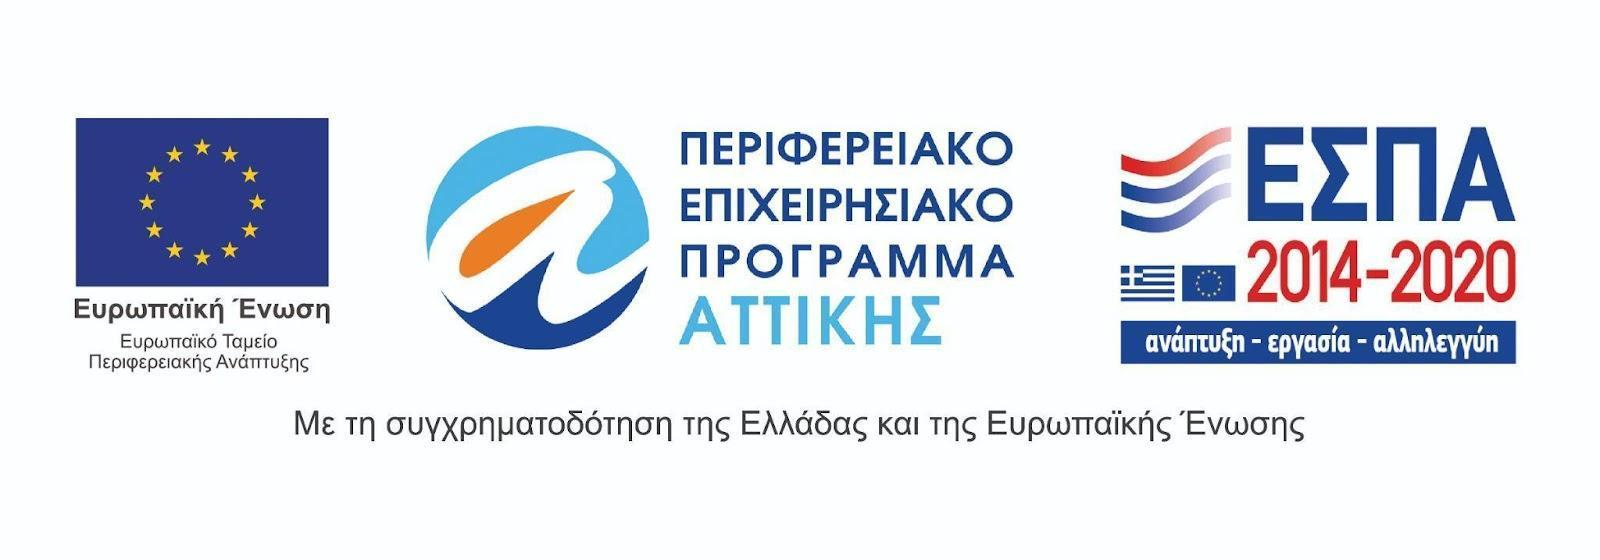 Ευρωπαϊκή Ένωση
Ευρωπαϊκό Ταμείο
Περιφερειακής Ανάπτυξης
ΠΕΡΙΦΕΡΕΙΑΚΟ
ΕΠΙΧΕΙΡΗΣΙΑΚΟ
ΠΡΟΓΡΑΜΜΑ
ΑΤΤΙΚΗΣ
ΕΣΠΑ
2014-2020
ανάπτυξη - εργασία - αλληλεγγύη
Με τη συγχρηματοδότηση της Ελλάδας και της Ευρωπαϊκής Ένωσης